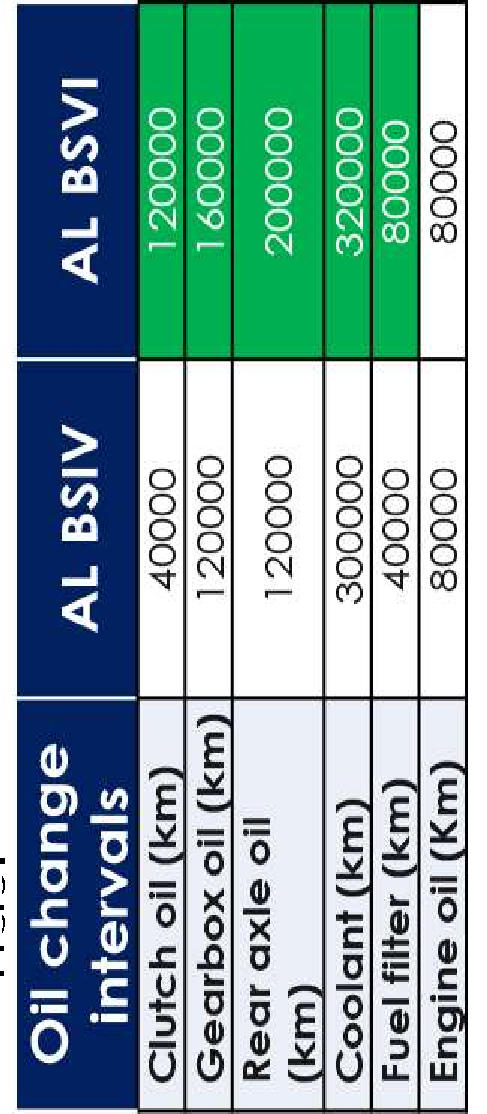 Oil change intervals AL BSIV AL BSVI
Clutch oil (km) 40000 120000
Gearbox oil (km) 120000 160000
Rear axle oil (km) 120000 200000
Coolant (km) 300000 320000
Fuel filter (km) 40000 80000
Engine oil (Km) 80000 80000